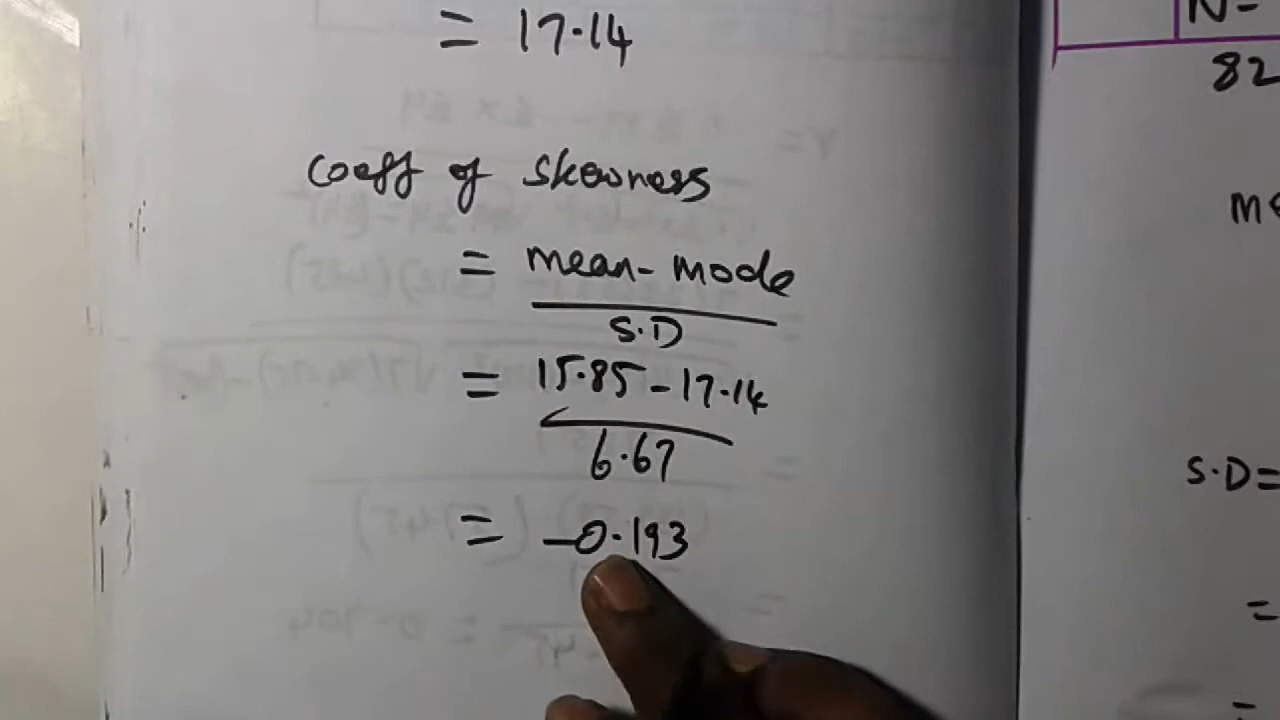 = 17.14
coeff of skewness
= mean - mode
S.D
= 15.85 - 17.14
6.67
= -0.193
N-
82
S.D =
=